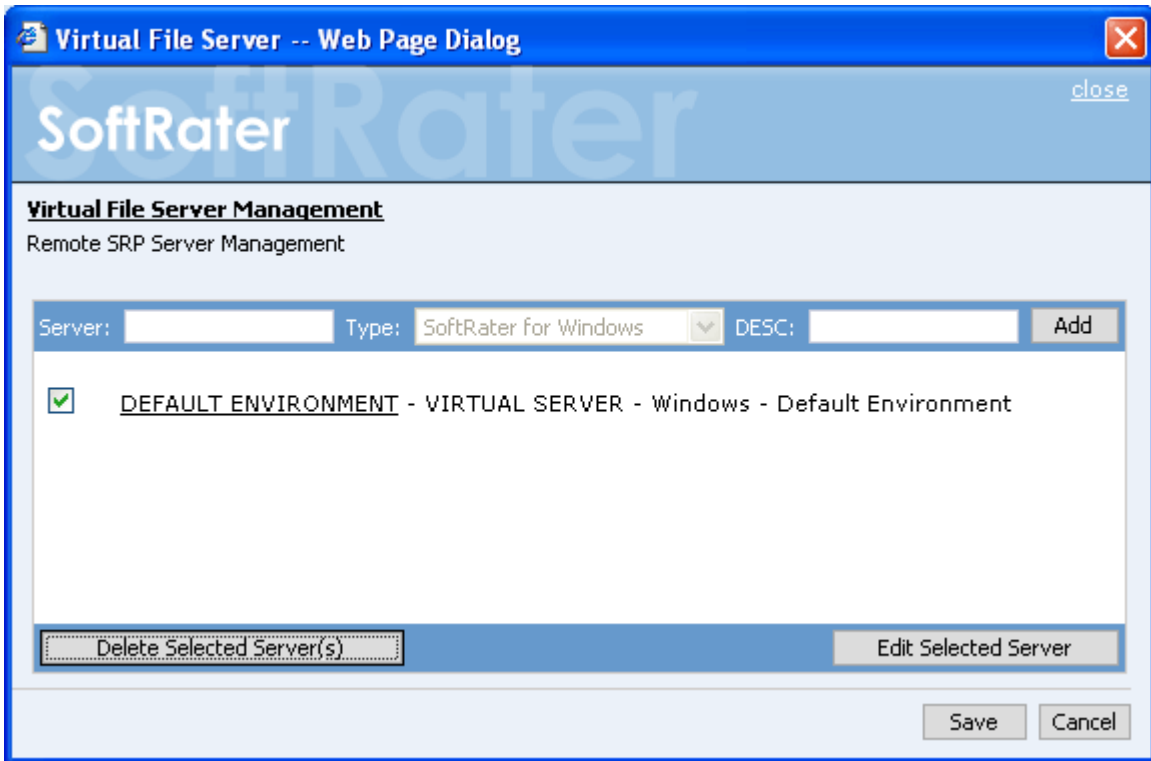 Virtual File Server -- Web Page Dialog
SoftRater
close
SoftRater
Virtual File Server Management
Remote SRP Server Management
Server: Type: SoftRater for Windows DESC: Add
DEFAULT ENVIRONMENT - VIRTUAL SERVER - Windows - Default Environment
Delete Selected Server(s) Edit Selected Server
Save Cancel